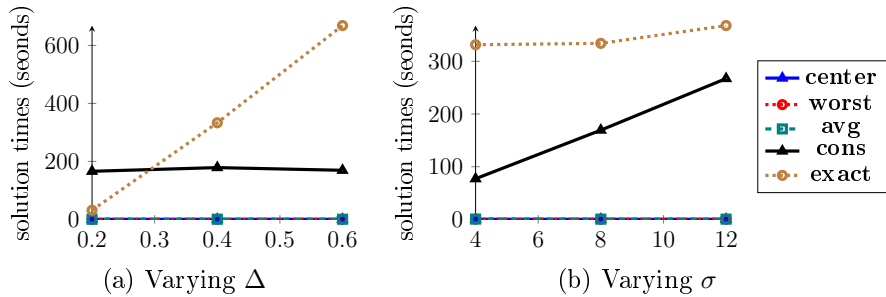 solution times (seonds)
600
400
200
0
0.2 0.3 0.4 0.5 0.6
(a) Varying Δ
solution times (seonds)
300
200
100
0
4 6 8 10 12
(b) Varying σ
center
worst
avg
cons
exact